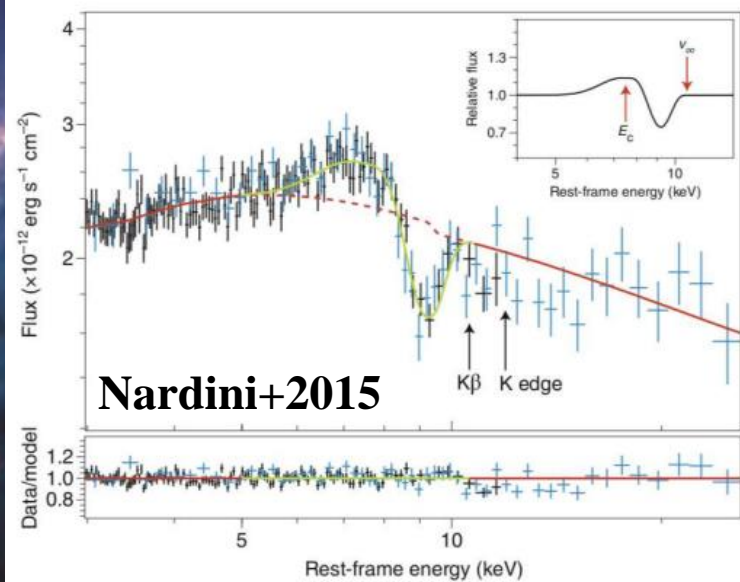 4
3
2
Flux (×10⁻¹² erg s⁻¹ cm⁻²)
1.3
1.0
0.7
Relative flux
v∞
E_c
5
10
Rest-frame energy (keV)
Kβ
K edge
Nardini+2015
1.2
1.0
0.8
Data/model
5
10
Rest-frame energy (keV)